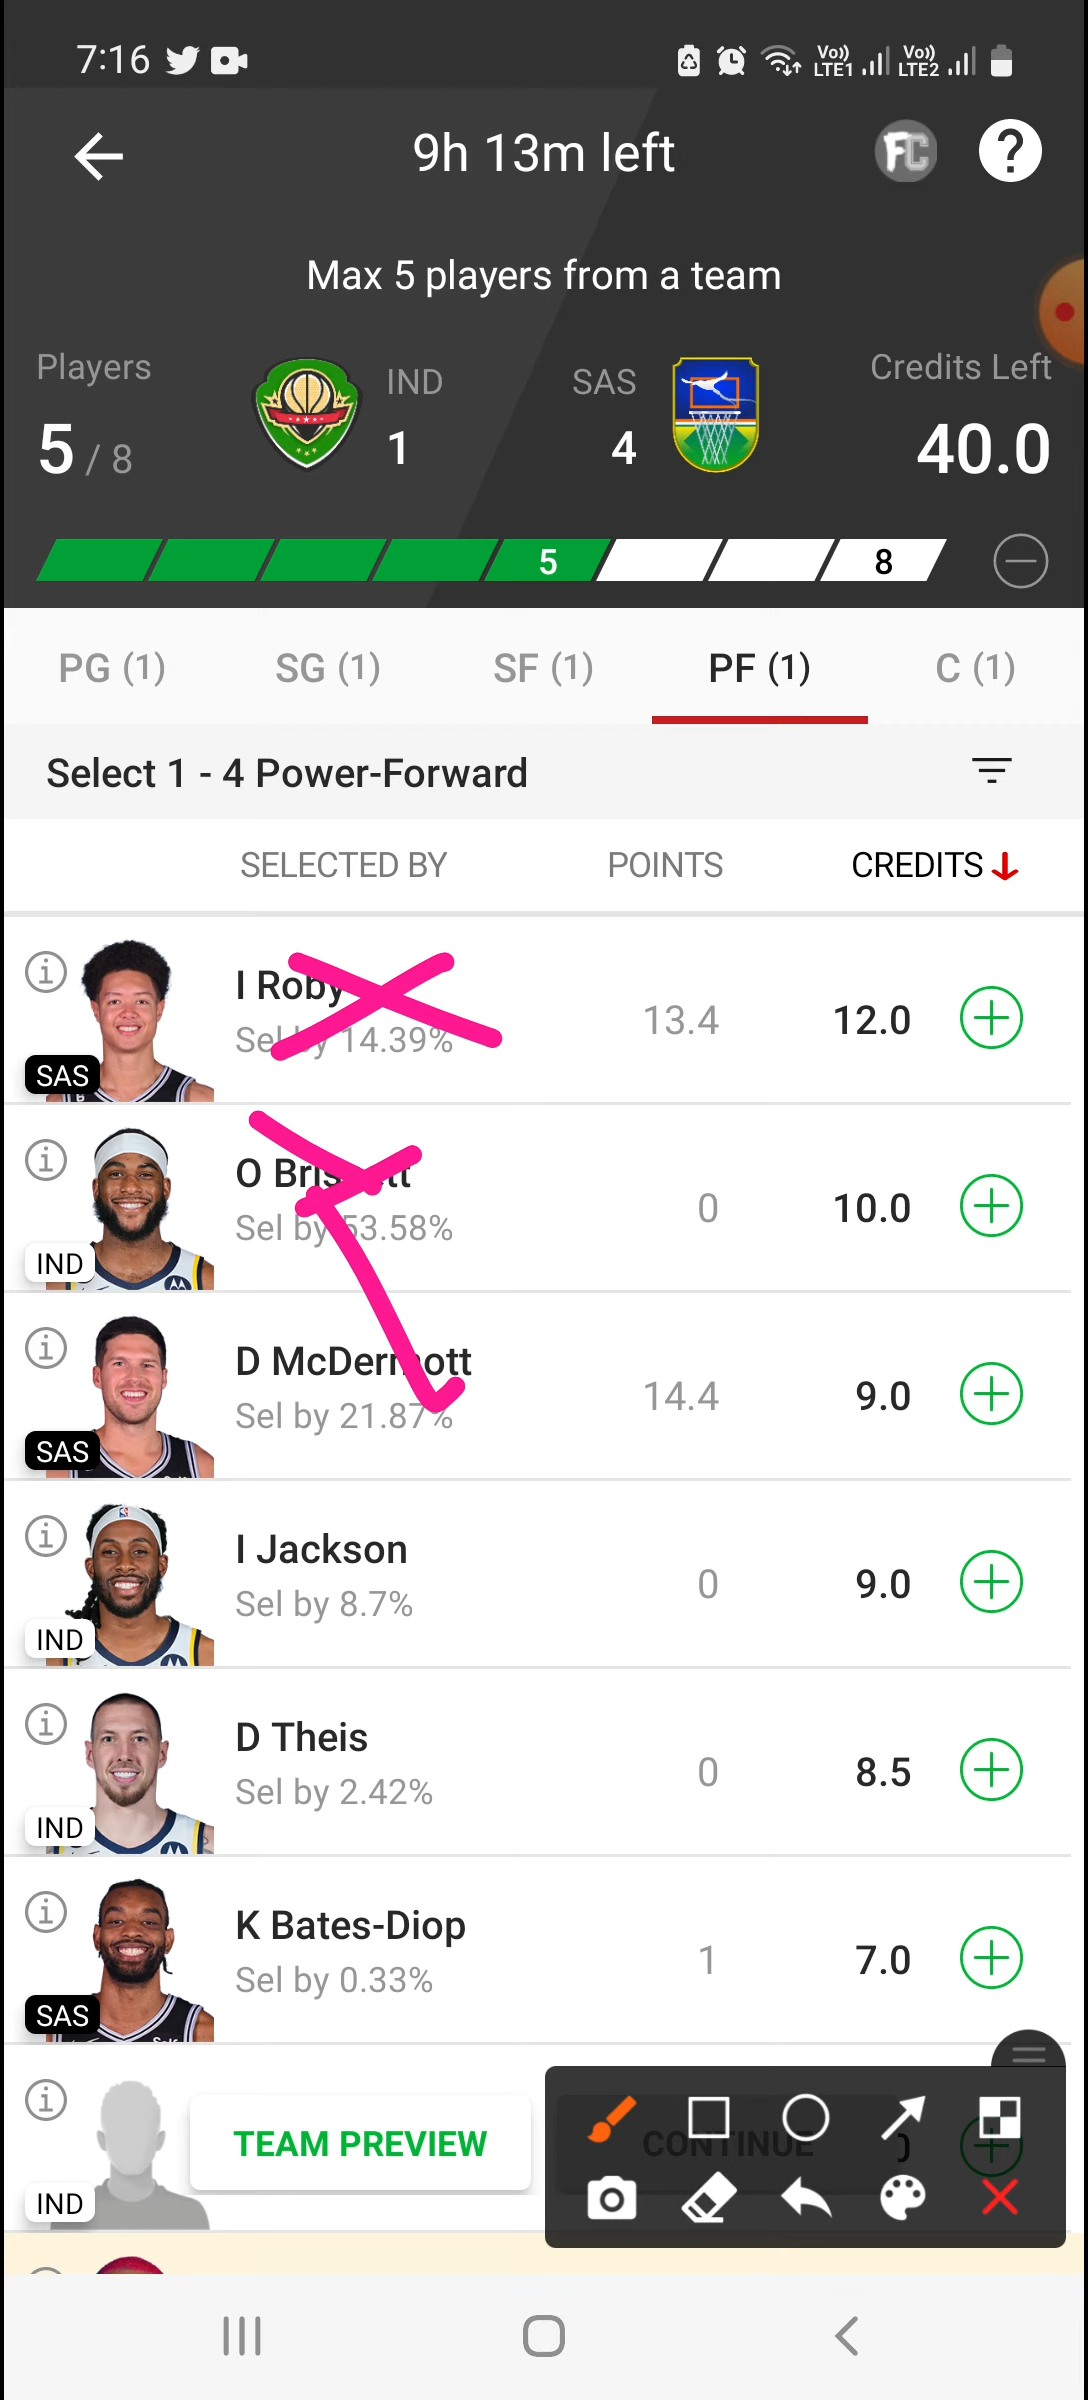 7:16
Vo)) LTE1 Vo)) LTE2
9h 13m left
FC ?
Max 5 players from a team
Players IND SAS Credits Left
5 / 8 1 4 40.0
5 8
PG (1) SG (1) SF (1) PF (1) C (1)
Select 1 - 4 Power-Forward
SELECTED BY POINTS CREDITS
I Roby
Sel by 14.39% 13.4 12.0
SAS
O Brissett
Sel by 53.58% 0 10.0
IND
D McDermott
Sel by 21.87% 14.4 9.0
SAS
I Jackson
Sel by 8.7% 0 9.0
IND
D Theis
Sel by 2.42% 0 8.5
IND
K Bates-Diop
Sel by 0.33% 1 7.0
SAS
TEAM PREVIEW CONTINUE
IND